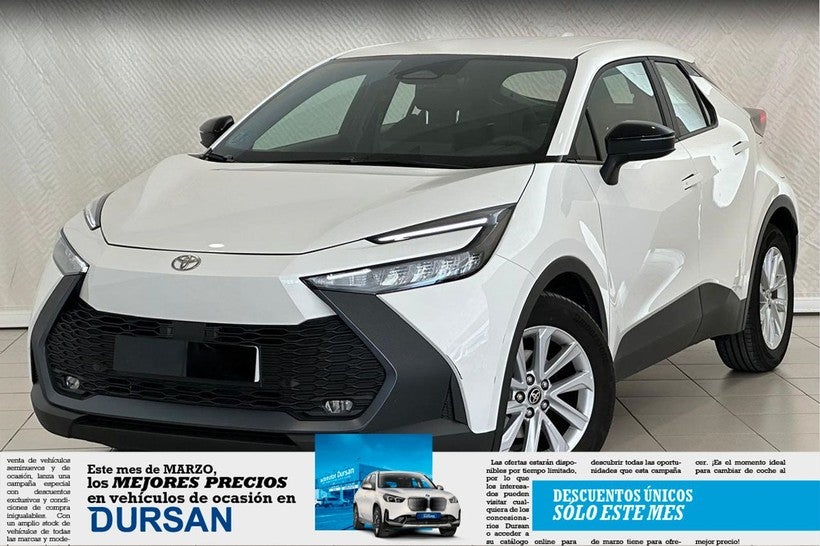 venta de vehículos
seminuevos y de
ocasión, lanza una
campaña especial
con descuentos
exclusivos y condi-
ciones de compra
inigualables. Con
un amplio stock de
vehículos de todas
las marcas y mode-
Este mes de MARZO,
los MEJORES PRECIOS
en vehículos de ocasión en
DURSAN
Dursan
Las ofertas estarán dispo-
nibles por tiempo limitado,
por lo que
los interesa-
dos pueden
visitar cual-
quiera de los
concesiona-
rios Dursan
o acceder a
su catálogo
online para
descubrir todas las oportu-
nidades que esta campaña
de marzo tiene para ofre-
cer. ¡Es el momento ideal
para cambiar de coche al
mejor precio!
DESCUENTOS ÚNICOS
SÓLO ESTE MES